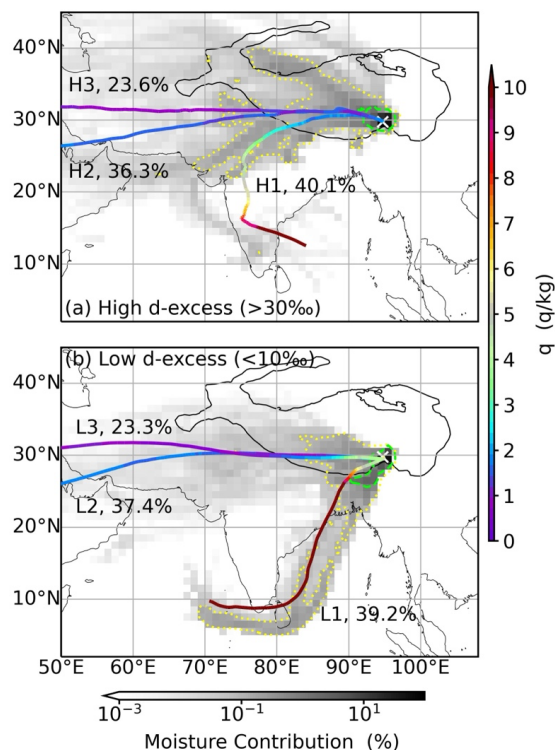 40°N
H3, 23.6%
30°N
H2, 36.3%
20°N
H1, 40.1%
10°N
(a) High d-excess (>30‰)
(b) Low d-excess (<10‰)
40°N
L3, 23.3%
30°N
L2, 37.4%
20°N
10°N
L1, 39.2%
50°E 60°E 70°E 80°E 90°E 100°E
10
9
8
7
6
5
4
3
2
1
0
q (q/kg)
10⁻³ 10⁻¹ 10¹
Moisture Contribution (%)